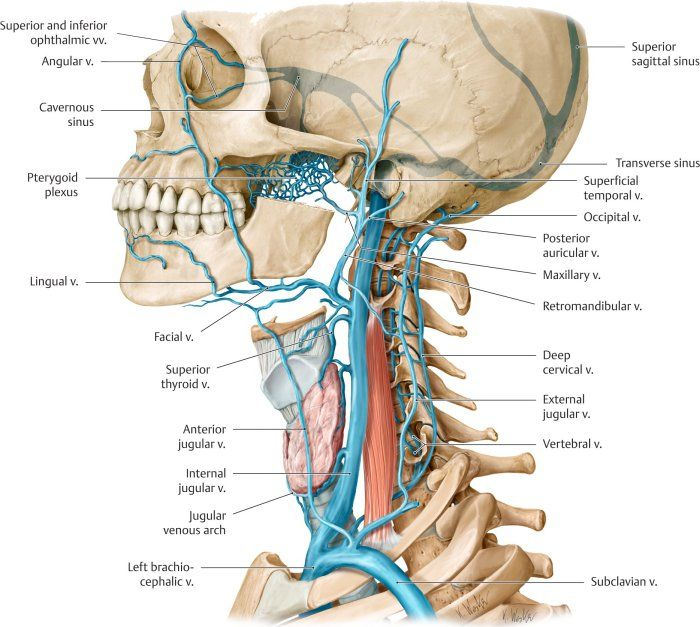 Superior and inferior
ophthalmic vv.
Angular v.
Cavernous
sinus
Pterygoid
plexus
Lingual v.
Facial v.
Superior
thyroid v.
Anterior
jugular v.
Internal
jugular v.
Jugular
venous arch
Left brachio-
cephalic v.
Superior
sagittal sinus
Transverse sinus
Superficial
temporal v.
Occipital v.
Posterior
auricular v.
Maxillary v.
Retromandibular v.
Deep
cervical v.
External
jugular v.
Vertebral v.
Subclavian v.